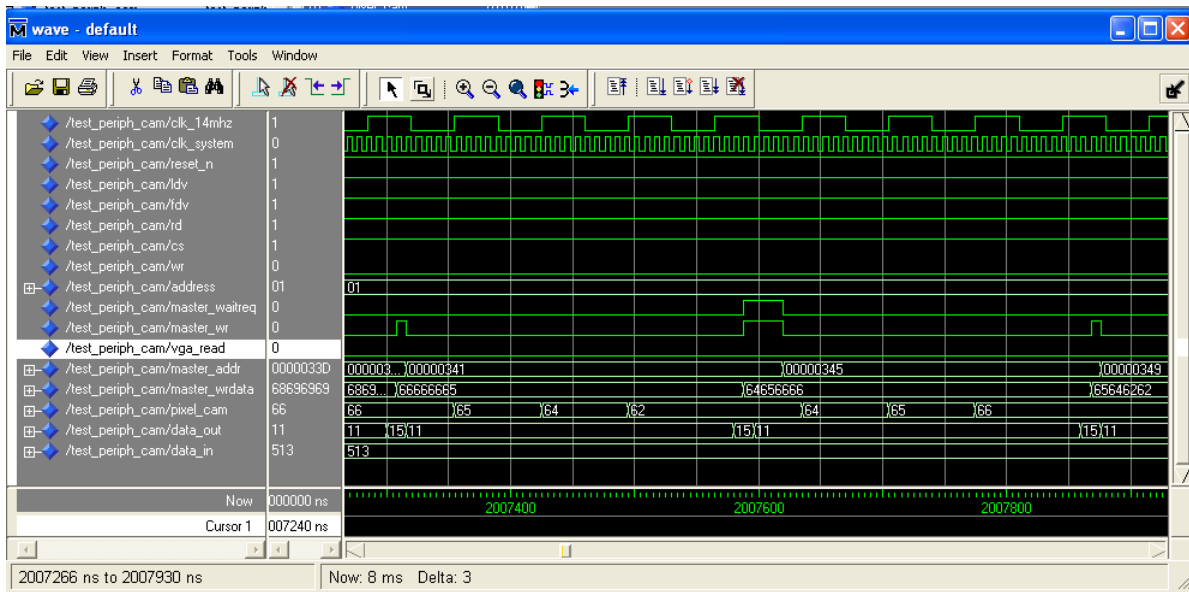 wave - default
File Edit View Insert Format Tools Window
/test_periph_cam/clk_14mhz 1
/test_periph_cam/clk_system 0
/test_periph_cam/reset_n 1
/test_periph_cam/ldv 1
/test_periph_cam/fdv 1
/test_periph_cam/rd 1
/test_periph_cam/cs 1
/test_periph_cam/wr 0
/test_periph_cam/address 01 01
/test_periph_cam/master_waitreq 0
/test_periph_cam/master_wr 0
/test_periph_cam/vga_read 0
/test_periph_cam/master_addr 0000033D 000003... 00000341 00000345 00000349
/test_periph_cam/master_wrdata 68696969 6869... 66666665 64656666 65646262
/test_periph_cam/pixel_cam 66 66 65 64 62 64 65 66
/test_periph_cam/data_out 11 11 15 11 15 11 15 11
/test_periph_cam/data_in 513 513
Now 000000 ns 2007400 2007600 2007800
Cursor 1 007240 ns
2007266 ns to 2007930 ns Now: 8 ms Delta: 3